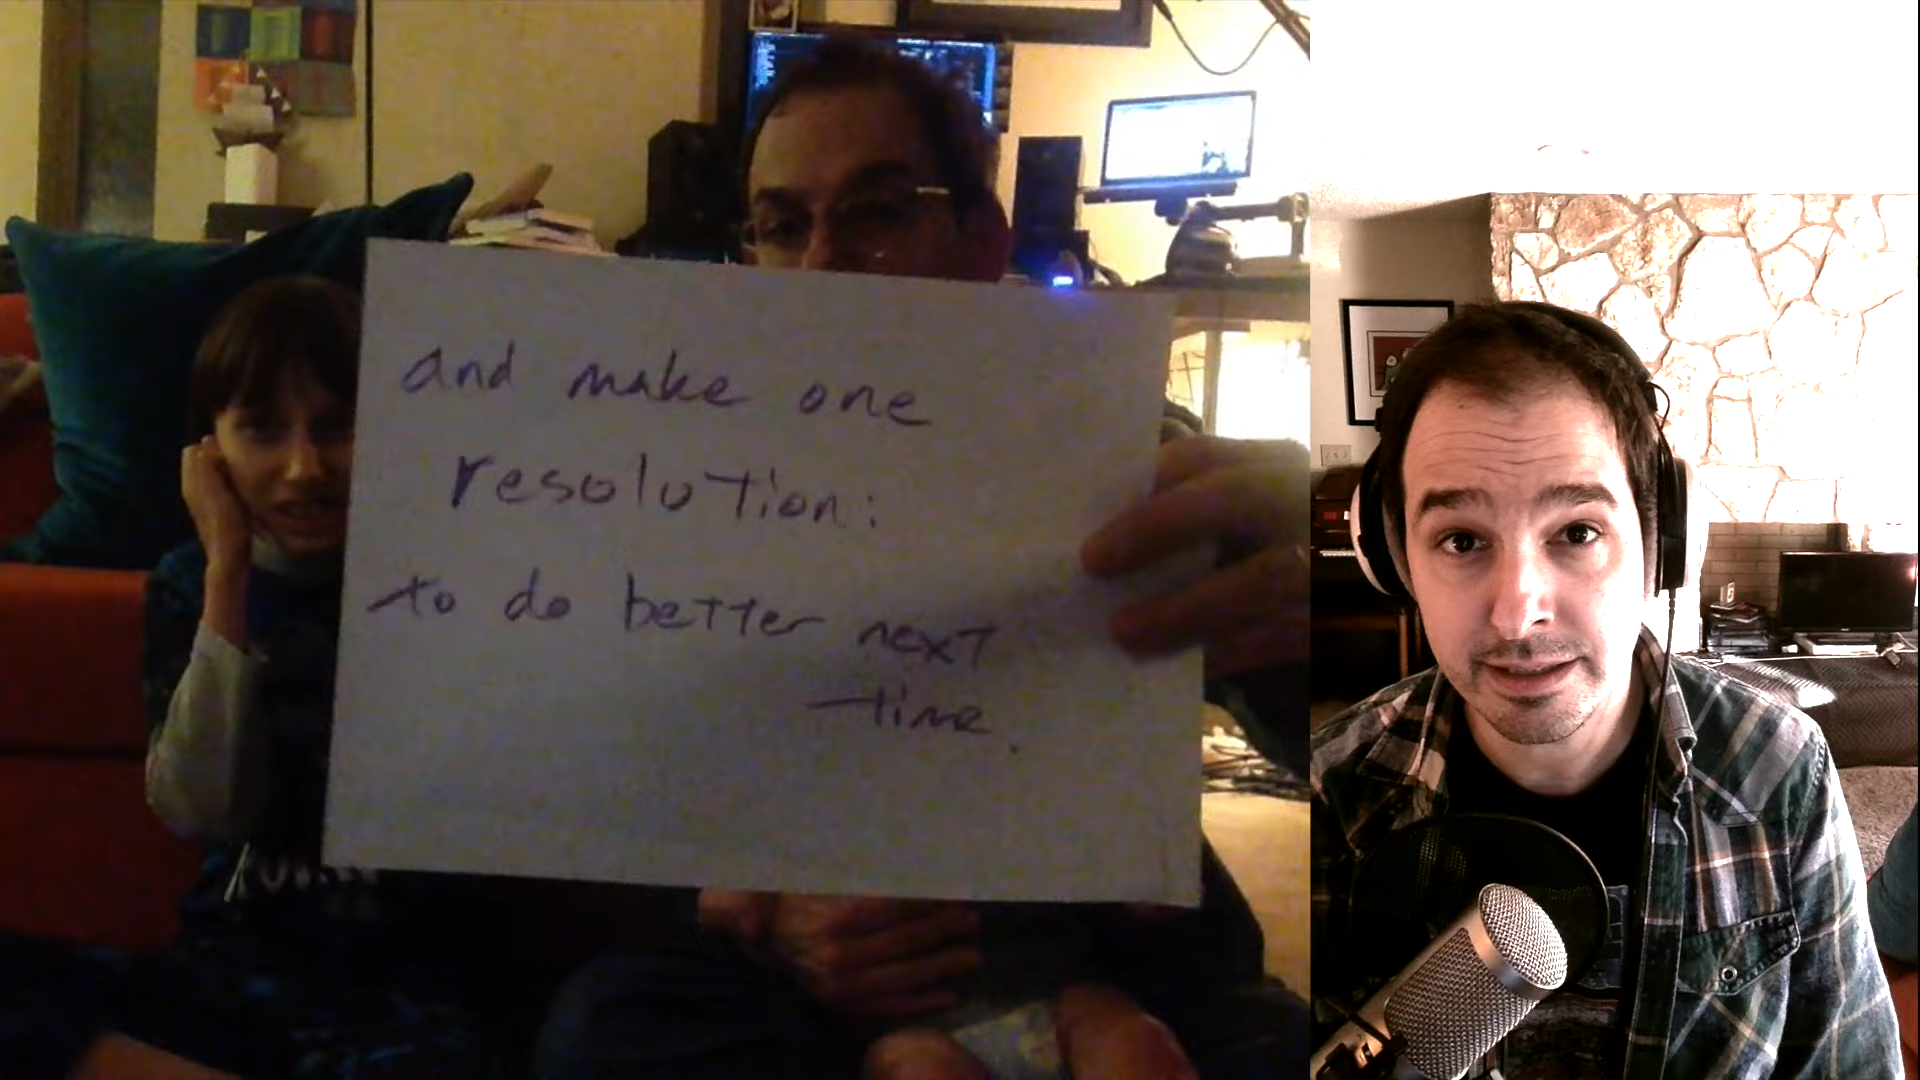 and make one
resolution:
to do better next
time.